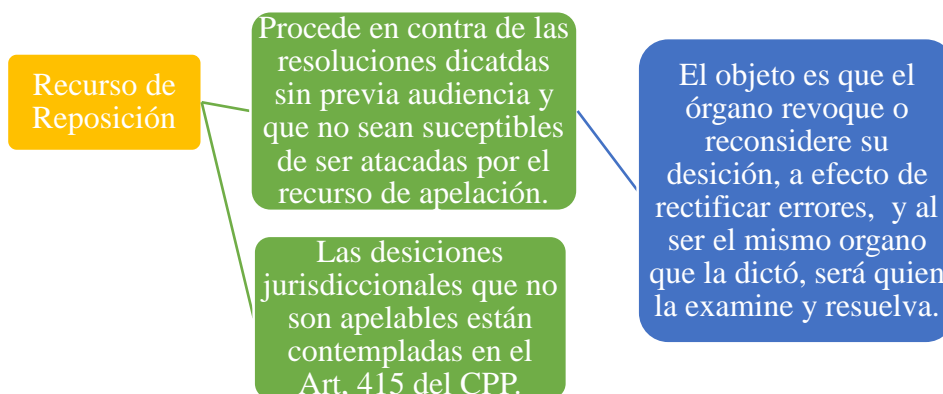 Recurso de
Reposición
Procede en contra de las
resoluciones dicatdas
sin previa audiencia y
que no sean suceptibles
de ser atacadas por el
recurso de apelación.
Las desiciones
jurisdiccionales que no
son apelables están
contempladas en el
Art, 415 del CPP.
El objeto es que el
órgano revoque o
reconsidere su
desición, a efecto de
rectificar errores, y al
ser el mismo organo
que la dictó, será quien
la examine y resuelva.